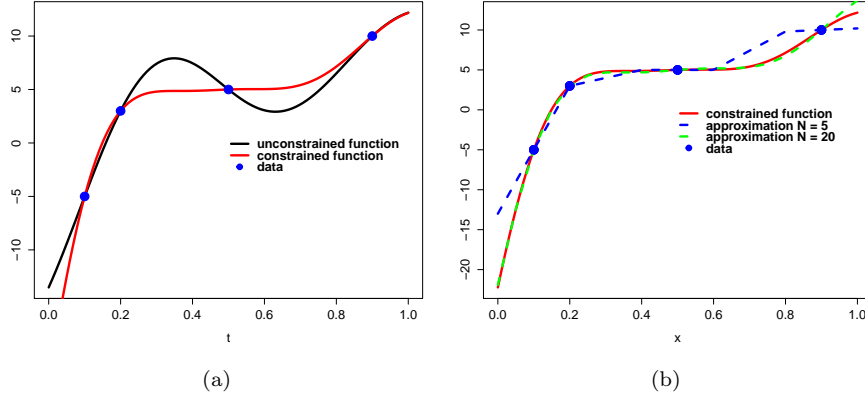 10
5
0
−5
−10
0.0 0.2 0.4 0.6 0.8 1.0
t
unconstrained function
constrained function
data
(a)
10
5
0
−5
−10
−15
−20
0.0 0.2 0.4 0.6 0.8 1.0
x
constrained function
approximation N = 5
approximation N = 20
data
(b)